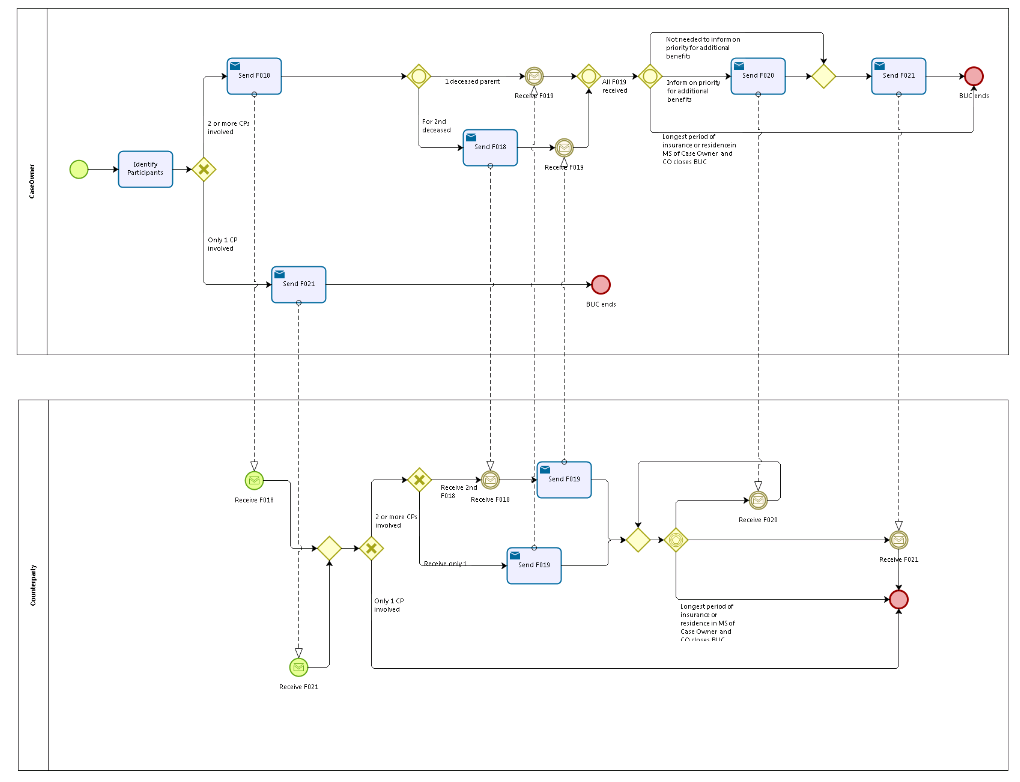 CaseOwner
Identify
Participants
2 or more CPs
involved
Only 1 CP
involved
Send F018
Send F021
BUC ends
1 deceased parent
For 2nd
deceased
Send F018
Receive F019
Receive F019
All F019
received
Not needed to inform on
priority for additional
benefits
Inform on priority
for additional
benefits
Longest period of
insurance or residence in
MS of Case Owner and
CO closes BUC
Send F020
Send F021
BUC ends
Counterparty
Receive F018
Receive F021
2 or more CPs
involved
Only 1 CP
involved
Receive 2nd
F018
Receive F018
Receive only 1
Send F019
Send F019
Receive F020
Receive F021
Longest period of
insurance or
residence in MS of
Case Owner and
CO closes BUC